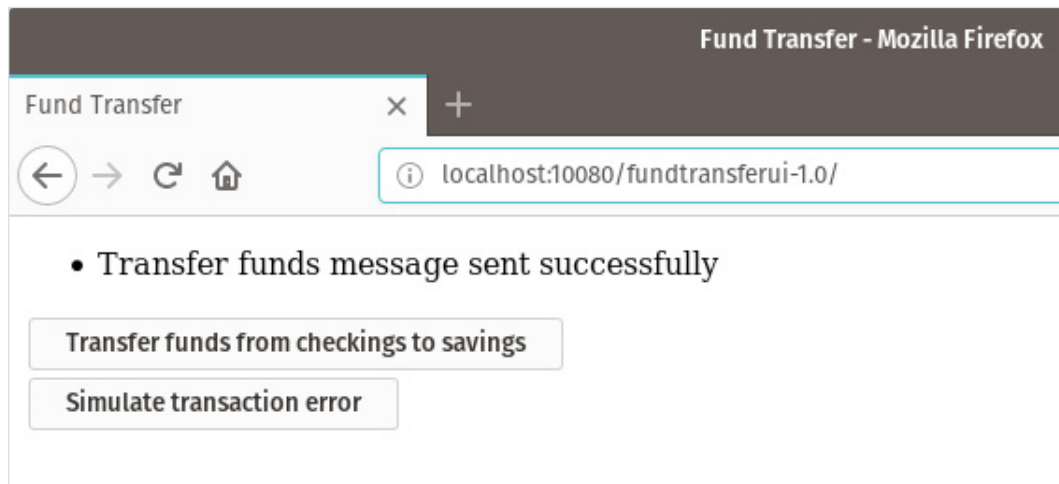 Fund Transfer - Mozilla Firefox
Fund Transfer
localhost:10080/fundtransferui-1.0/
• Transfer funds message sent successfully
Transfer funds from checkings to savings
Simulate transaction error